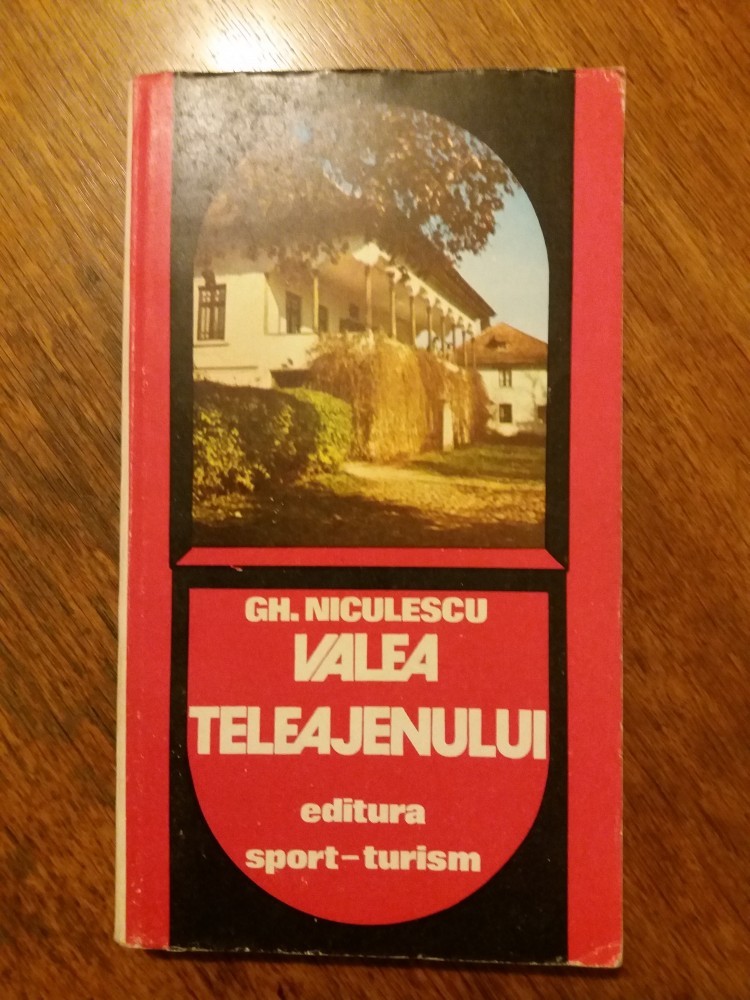 GH. NICULESCU
VALEA
TELEAJENULUI
editura
sport-turism